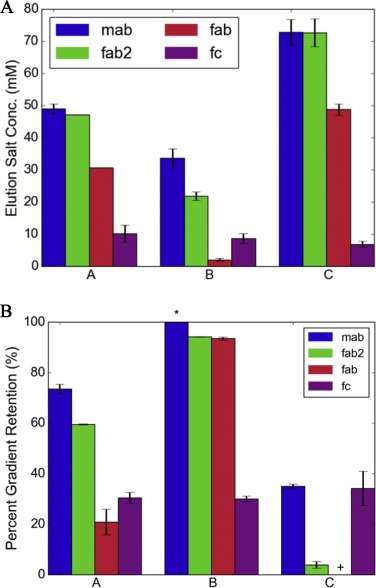 A
Elution Salt Conc. (mM)
80
70
60
50
40
30
20
10
0
mab
fab
fab2
fc
A
B
C
B
Percent Gradient Retention (%)
100
80
60
40
20
0
*
mab
fab2
fab
fc
+
A
B
C